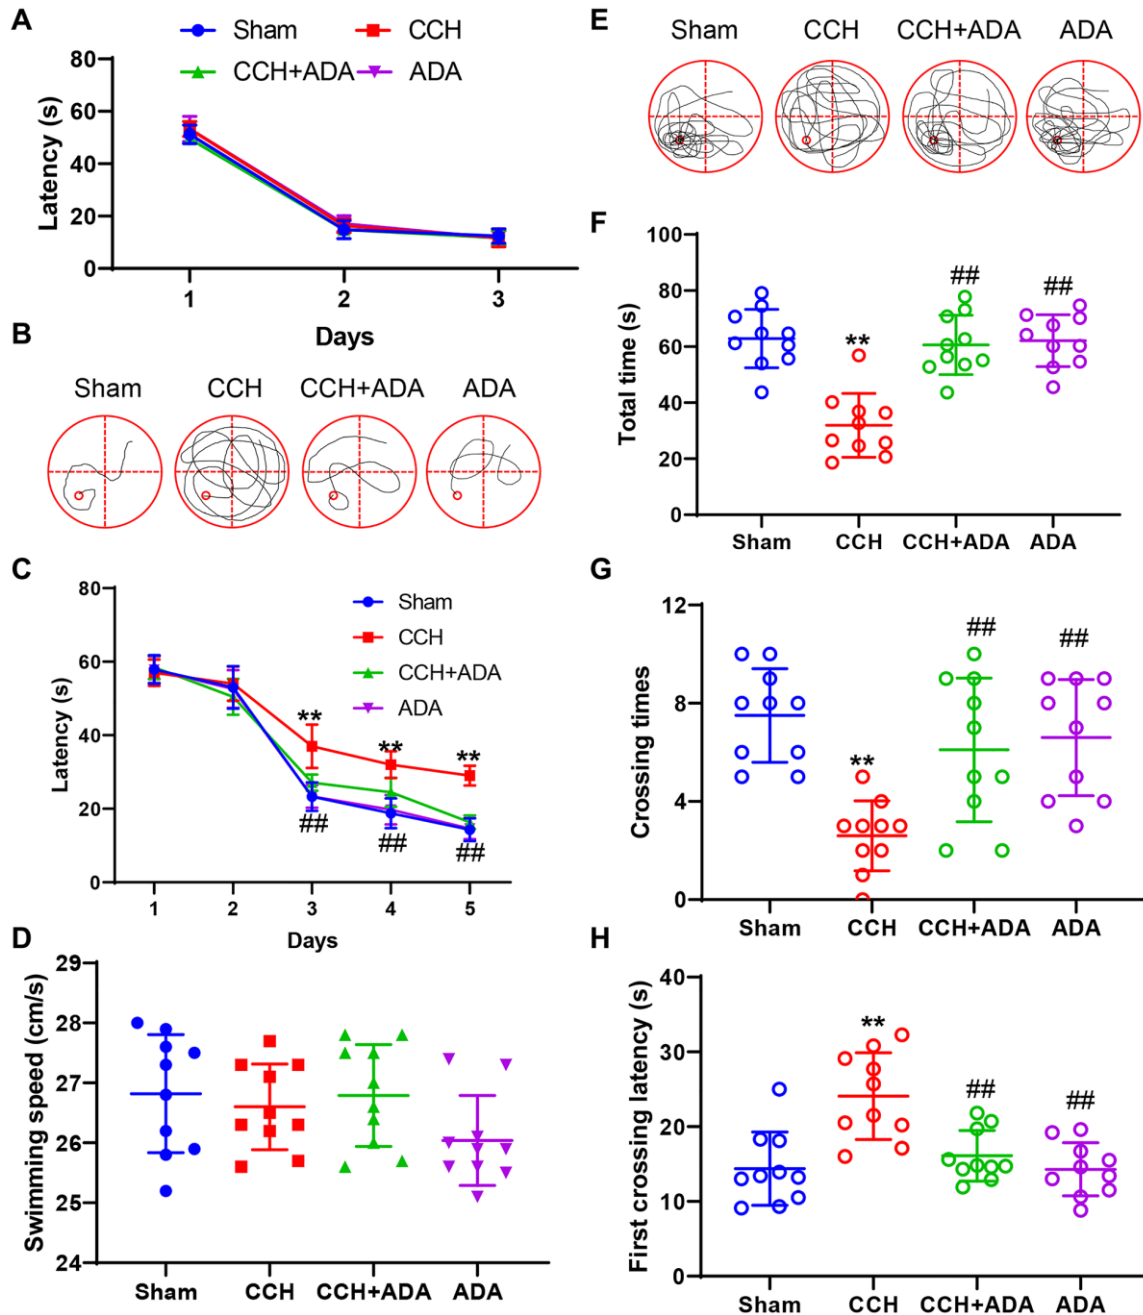 A
Sham
CCH
CCH+ADA
ADA
Latency (s)
80
60
40
20
0
1
2
3
Days
B
Sham
CCH
CCH+ADA
ADA
C
Sham
CCH
CCH+ADA
ADA
Latency (s)
80
60
40
20
0
**
**
**
##
##
##
1
2
3
4
5
Days
D
Swimming speed (cm/s)
29
28
27
26
25
24
Sham
CCH
CCH+ADA
ADA
E
Sham
CCH
CCH+ADA
ADA
F
Total time (s)
100
80
60
40
20
0
**
##
##
Sham
CCH
CCH+ADA
ADA
G
Crossing times
12
8
4
0
**
##
##
Sham
CCH
CCH+ADA
ADA
H
First crossing latency (s)
40
30
20
10
0
**
##
##
Sham
CCH
CCH+ADA
ADA